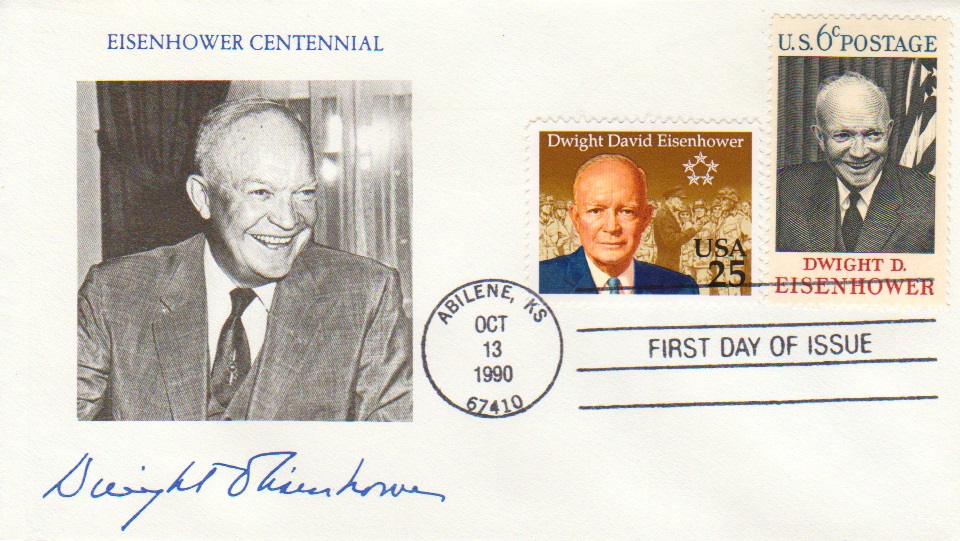 EISENHOWER CENTENNIAL
U.S. 6c POSTAGE
Dwight David Eisenhower
USA
25
DWIGHT D.
EISENHOWER
ABILENE, KS
OCT
13
1990
67410
FIRST DAY OF ISSUE
Dwight D Eisenhower